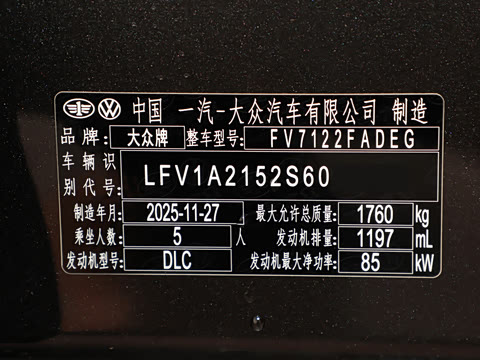 中国 一汽-大众汽车有限公司 制造
品牌: 大众牌 整车型号: FV7122FADEG
车辆识别代号: LFV1A2152S60
制造年月: 2025-11-27 最大允许总质量: 1760 kg
乘坐人数: 5 人 发动机排量: 1197 mL
发动机型号: DLC 发动机最大净功率: 85 kW